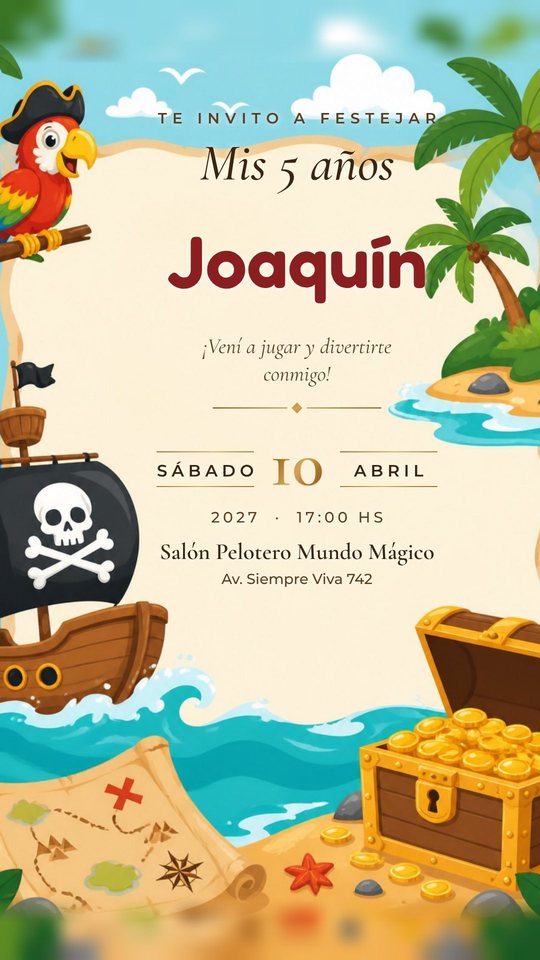 TE INVITO A FESTEJAR
Mis 5 años
Joaquín
¡Vení a jugar y divertirte
conmigo!
SÁBADO 10 ABRIL
2027 · 17:00 HS
Salón Pelotero Mundo Mágico
Av. Siempre Viva 742